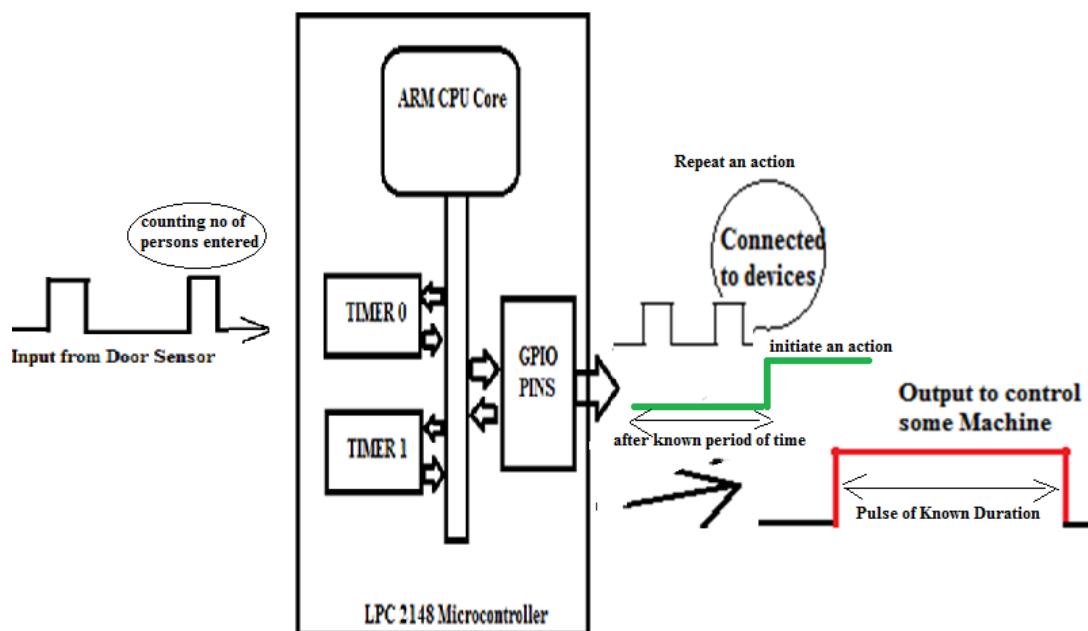 counting no of
persons entered
Input from Door Sensor
ARM CPU Core
TIMER 0
TIMER 1
GPIO
PINS
LPC 2148 Microcontroller
Repeat an action
Connected
to devices
initiate an action
after known period of time
Output to control
some Machine
Pulse of Known Duration